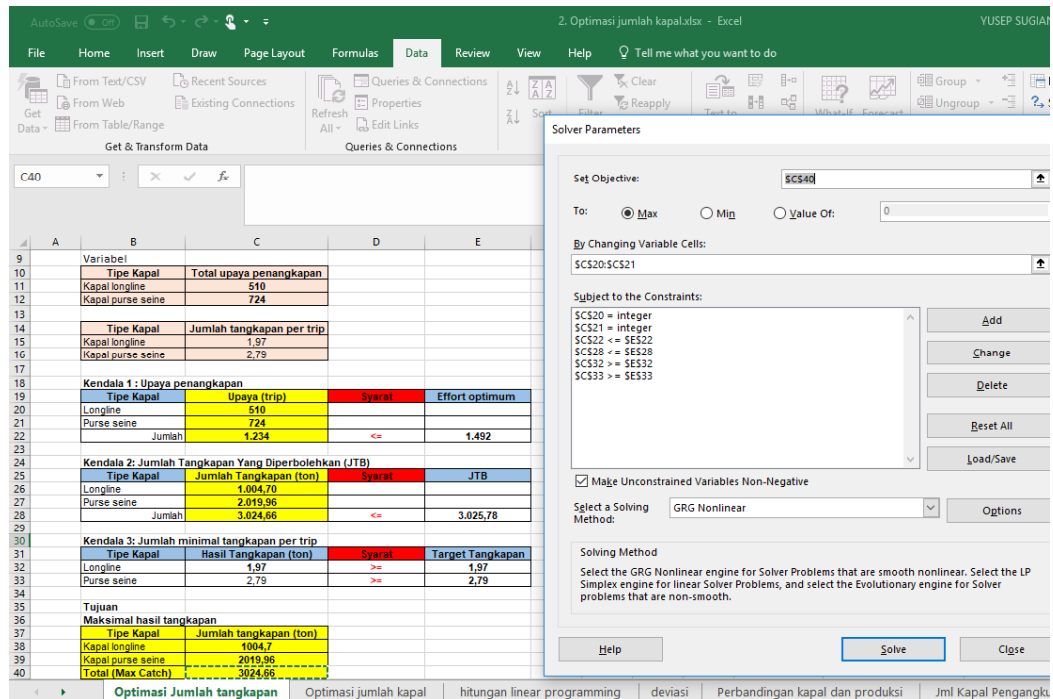 AutoSave Off 2. Optimasi jumlah kapal.xlsx - Excel YUSEP SUGIAN
File Home Insert Draw Page Layout Formulas Data Review View Help Tell me what you want to do
Get Data
From Text/CSV
From Web
From Table/Range
Recent Sources
Existing Connections
Get & Transform Data
Refresh All
Queries & Connections
Properties
Edit Links
Queries & Connections
Sort
Filter
Clear
Reapply
Text to
What-If
Forecast
Group
Ungroup
C40 fx
A B C D E
9 Variabel
10 Tipe Kapal Total upaya penangkapan
11 Kapal longline 510
12 Kapal purse seine 724
13
14 Tipe Kapal Jumlah tangkapan per trip
15 Kapal longline 1,97
16 Kapal purse seine 2,79
17
18 Kendala 1 : Upaya penangkapan
19 Tipe Kapal Upaya (trip) Syarat Effort optimum
20 Longline 510
21 Purse seine 724
22 Jumlah 1.234 <= 1.492
23
24 Kendala 2: Jumlah Tangkapan Yang Diperbolehkan (JTB)
25 Tipe Kapal Jumlah Tangkapan (ton) Syarat JTB
26 Longline 1.004,70
27 Purse seine 2.019,96
28 Jumlah 3.024,66 <= 3.025,78
29
30 Kendala 3: Jumlah minimal tangkapan per trip
31 Tipe Kapal Hasil Tangkapan (ton) Syarat Target Tangkapan
32 Longline 1,97 >= 1,97
33 Purse seine 2,79 >= 2,79
34
35 Tujuan
36 Maksimal hasil tangkapan
37 Tipe Kapal Jumlah tangkapan (ton)
38 Kapal longline 1004,7
39 Kapal purse seine 2019,96
40 Total (Max Catch) 3024,66
Optimasi Jumlah tangkapan Optimasi jumlah kapal hitungan linear programming deviasi Perbandingan kapal dan produksi Jml Kapal Pengangku
Solver Parameters
Set Objective: $C$40
To: Max Min Value Of: 0
By Changing Variable Cells:
$C$20:$C$21
Subject to the Constraints:
$C$20 = integer
$C$21 = integer
$C$22 <= $E$22
$C$28 <= $E$28
$C$32 >= $E$32
$C$33 >= $E$33
Add
Change
Delete
Reset All
Load/Save
Make Unconstrained Variables Non-Negative
Select a Solving Method: GRG Nonlinear Options
Solving Method
Select the GRG Nonlinear engine for Solver Problems that are smooth nonlinear. Select the LP
Simplex engine for linear Solver Problems, and select the Evolutionary engine for Solver
problems that are non-smooth.
Help Solve Close